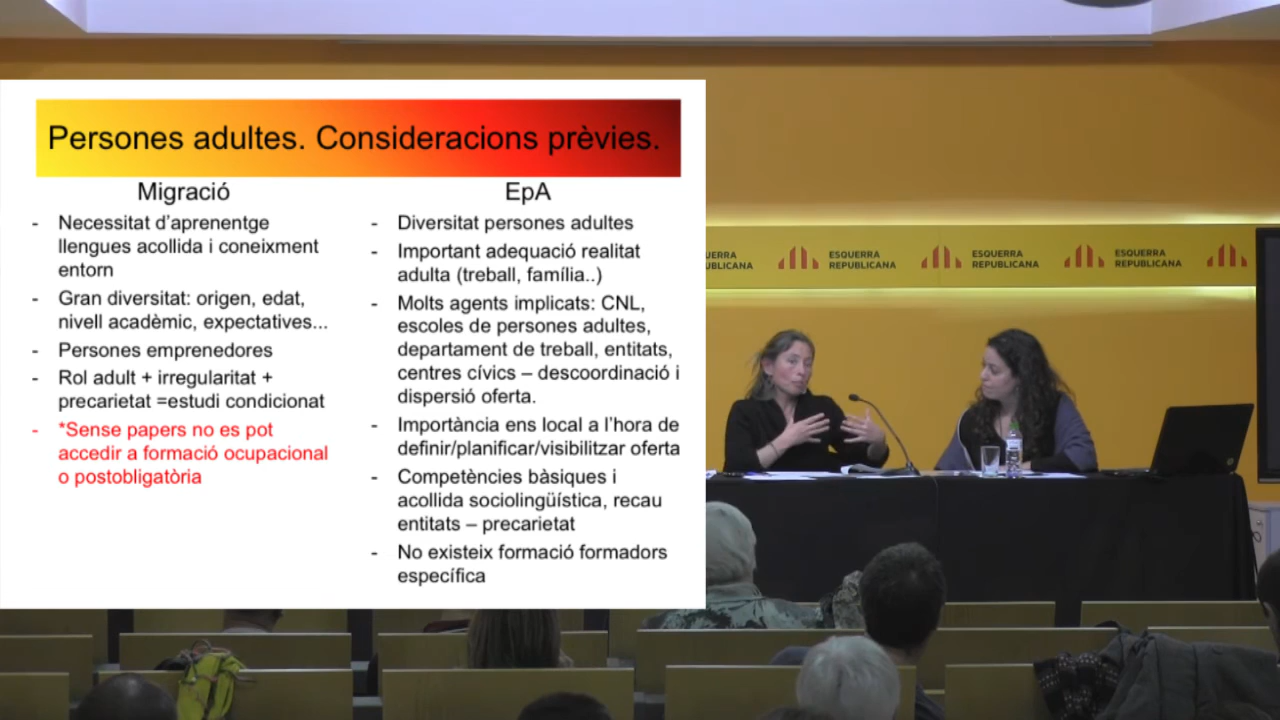 Persones adultes. Consideracions prèvies.
Migració
- Necessitat d'aprenentge
llengues acollida i coneixment
entorn
- Gran diversitat: origen, edat,
nivell acadèmic, expectatives...
- Persones emprenedores
- Rol adult + irregularitat +
precarietat =estudi condicionat
- *Sense papers no es pot
accedir a formació ocupacional
o postobligatòria
EpA
- Diversitat persones adultes
- Important adequació realitat
adulta (treball, família..)
- Molts agents implicats: CNL,
escoles de persones adultes,
departament de treball, entitats,
centres cívics – descoordinació i
dispersió oferta.
- Importància ens local a l'hora de
definir/planificar/visibilitzar oferta
- Competències bàsiques i
acollida sociolingüística, recau
entitats – precarietat
- No existeix formació formadors
específica
ESQUERRA
REPUBLICANA
ESQUERRA
REPUBLICANA
ESQUERRA
REPUBLICANA